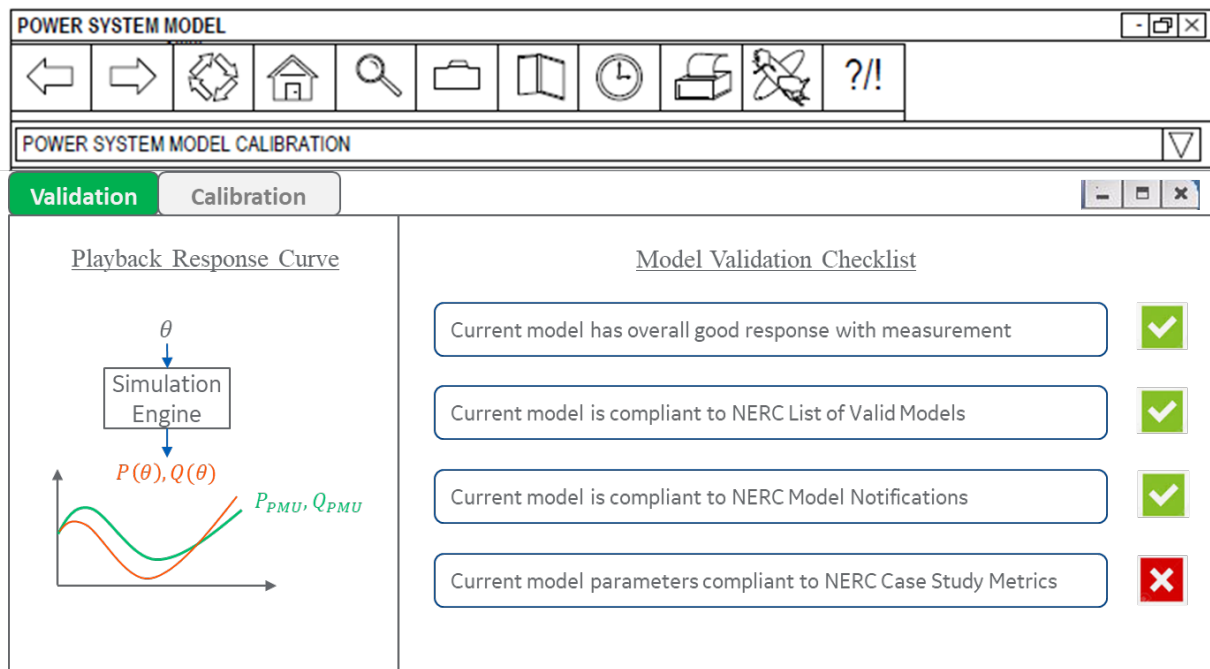 POWER SYSTEM MODEL
?/!
POWER SYSTEM MODEL CALIBRATION
Validation
Calibration
Playback Response Curve
θ
Simulation
Engine
P(θ), Q(θ)
P_PMU, Q_PMU
Model Validation Checklist
Current model has overall good response with measurement
Current model is compliant to NERC List of Valid Models
Current model is compliant to NERC Model Notifications
Current model parameters compliant to NERC Case Study Metrics